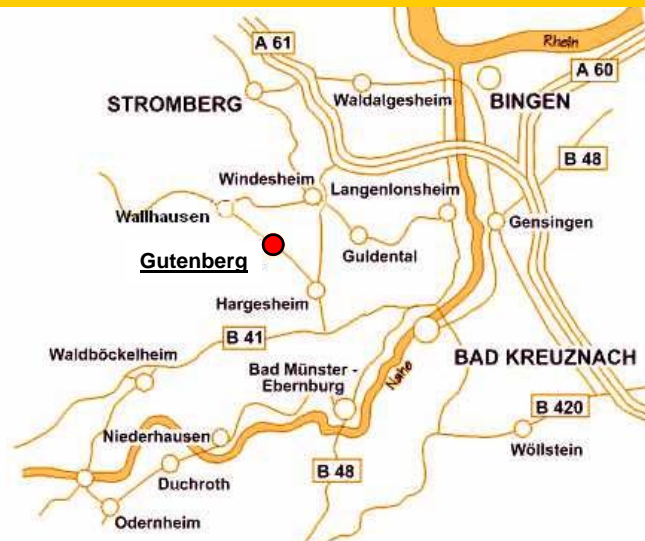 Rhein
A 61
A 60
Waldalgesheim
BINGEN
STROMBERG
B 48
Windesheim
Langenlonsheim
Wallhausen
Gensingen
Guldental
Gutenberg
Hargesheim
B 41
Waldböckelheim
BAD KREUZNACH
Bad Münster -
Ebernburg
Nahe
B 420
Niederhausen
Wöllstein
B 48
Duchroth
Odernheim